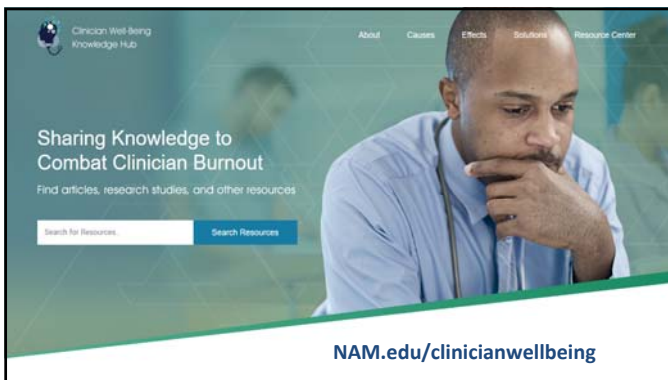 Clinician Well-Being
Knowledge Hub
About Causes Effects Solutions Resource Center
Sharing Knowledge to
Combat Clinician Burnout
Find articles, research studies, and other resources
Search for Resources
Search Resources
NAM.edu/clinicianwellbeing